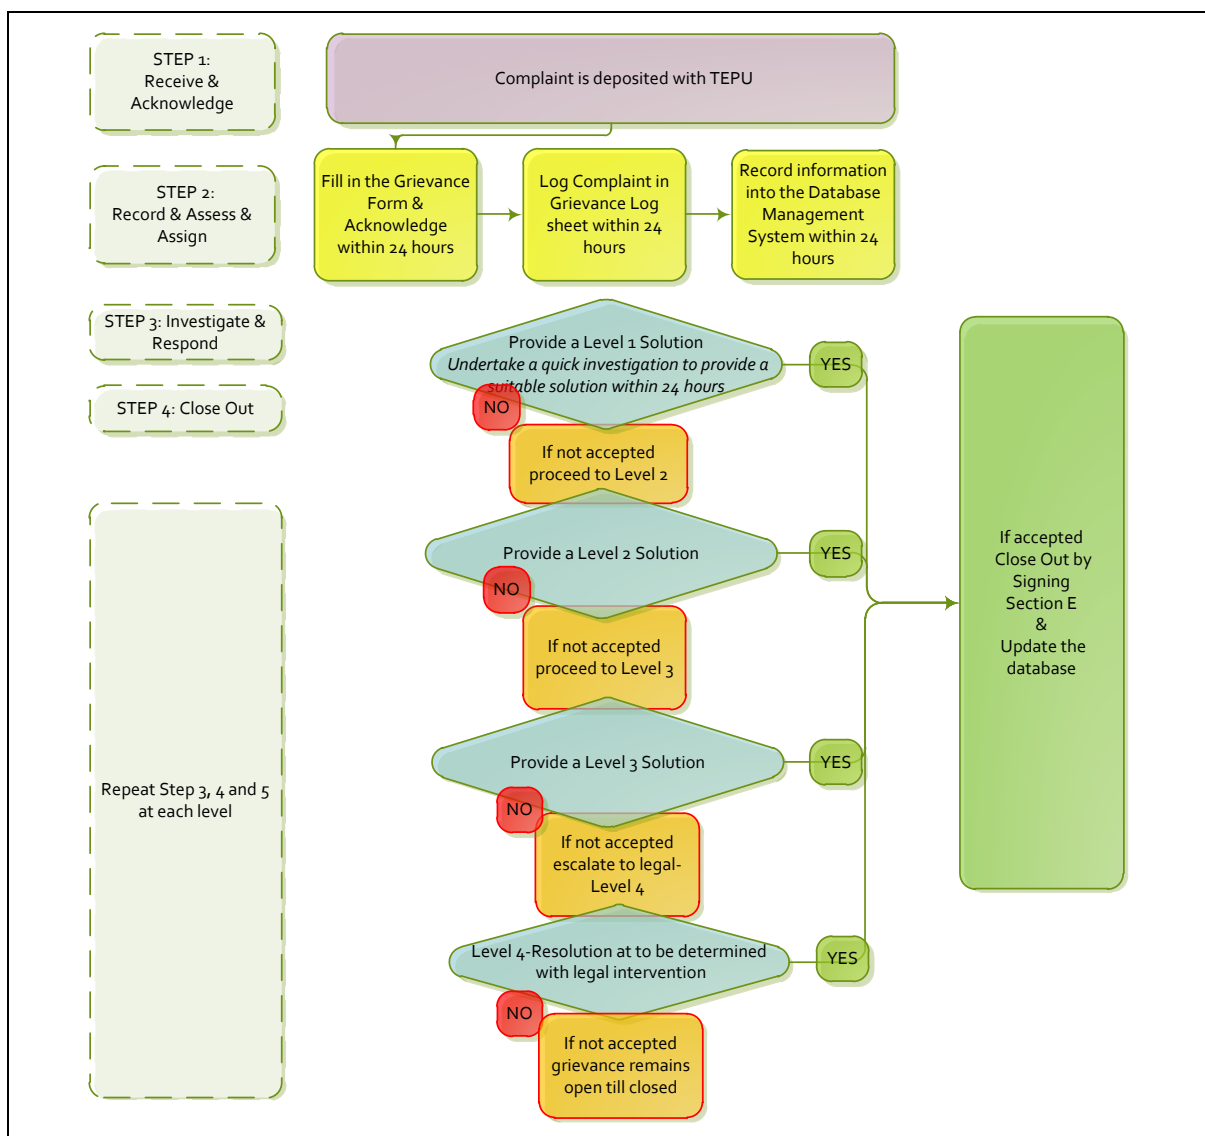 STEP 1:
Receive &
Acknowledge
Complaint is deposited with TEPU
STEP 2:
Record & Assess &
Assign
Fill in the Grievance
Form &
Acknowledge
within 24 hours
Log Complaint in
Grievance Log
sheet within 24
hours
Record information
into the Database
Management
System within 24
hours
STEP 3: Investigate &
Respond
Provide a Level 1 Solution
Undertake a quick investigation to provide a
suitable solution within 24 hours
YES
NO
STEP 4: Close Out
If not accepted
proceed to Level 2
Provide a Level 2 Solution
YES
NO
If not accepted
proceed to Level 3
If accepted
Close Out by
Signing
Section E
&
Update the
database
Repeat Step 3, 4 and 5
at each level
Provide a Level 3 Solution
YES
NO
If not accepted
escalate to legal-
Level 4
Level 4-Resolution at to be determined
with legal intervention
YES
NO
If not accepted
grievance remains
open till closed